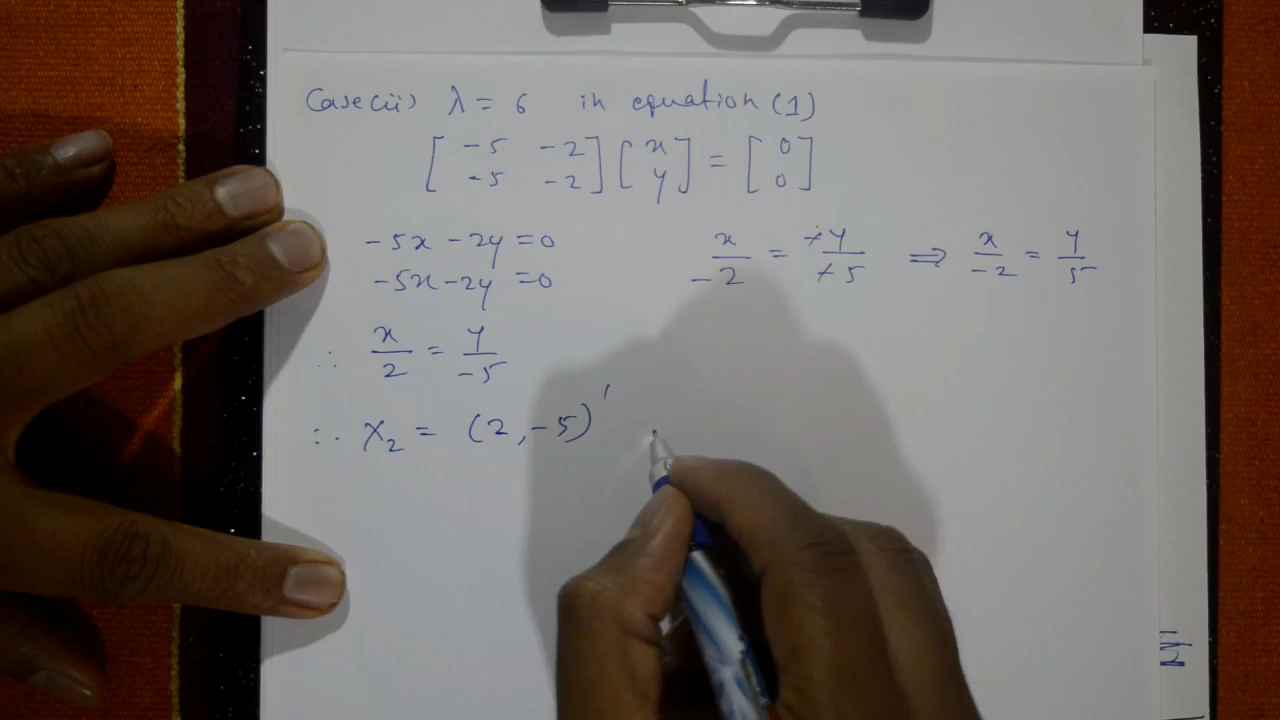 Case(ii) λ = 6 in equation (1)
[ -5 -2 ] [ x ] = [ 0 ]
[ -5 -2 ] [ y ] [ 0 ]
-5x - 2y = 0
-5x - 2y = 0
x/-2 = -y/-5 ⇒ x/-2 = y/5
∴ x/2 = y/-5
∴ X₂ = (2, -5)'